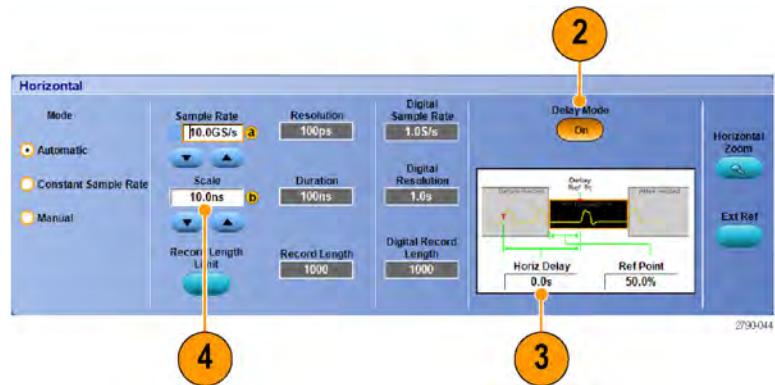 2
Horizontal
Mode
Automatic
Constant Sample Rate
Manual
Sample Rate
10.0GS/s a
Scale
10.0ns b
Record Length
Limit
Resolution
100ps
Duration
100ns
Record Length
1000
Digital
Sample Rate
1.0S/s
Digital
Resolution
1.0s
Digital Record
Length
1000
Delay Mode
On
Delay
Horiz Delay
0.0s
Ref Point
50.0%
Horizontal
Zoom
Ext Ref
2790-044
4
3